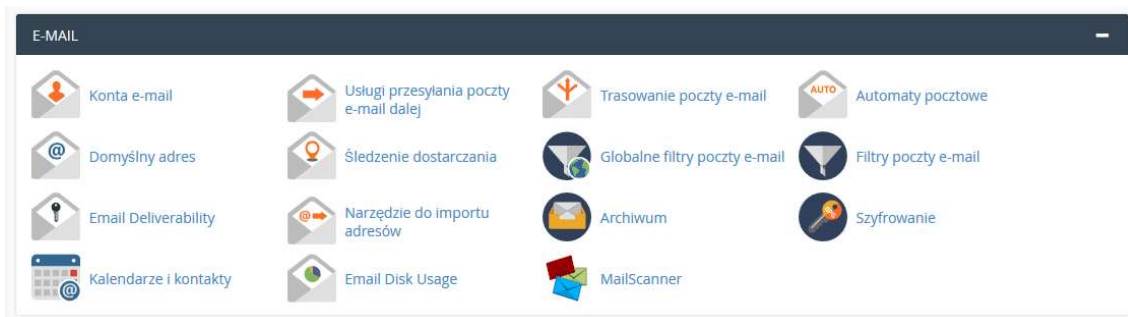 E-MAIL
Konta e-mail
Usługi przesyłania poczty
e-mail dalej
Trasowanie poczty e-mail
AUTO
Automaty pocztowe
@
Domyślny adres
Śledzenie dostarczania
Globalne filtry poczty e-mail
Filtry poczty e-mail
Email Deliverability
@
Narzędzie do importu
adresów
Archiwum
Szyfrowanie
@
Kalendarze i kontakty
Email Disk Usage
MailScanner